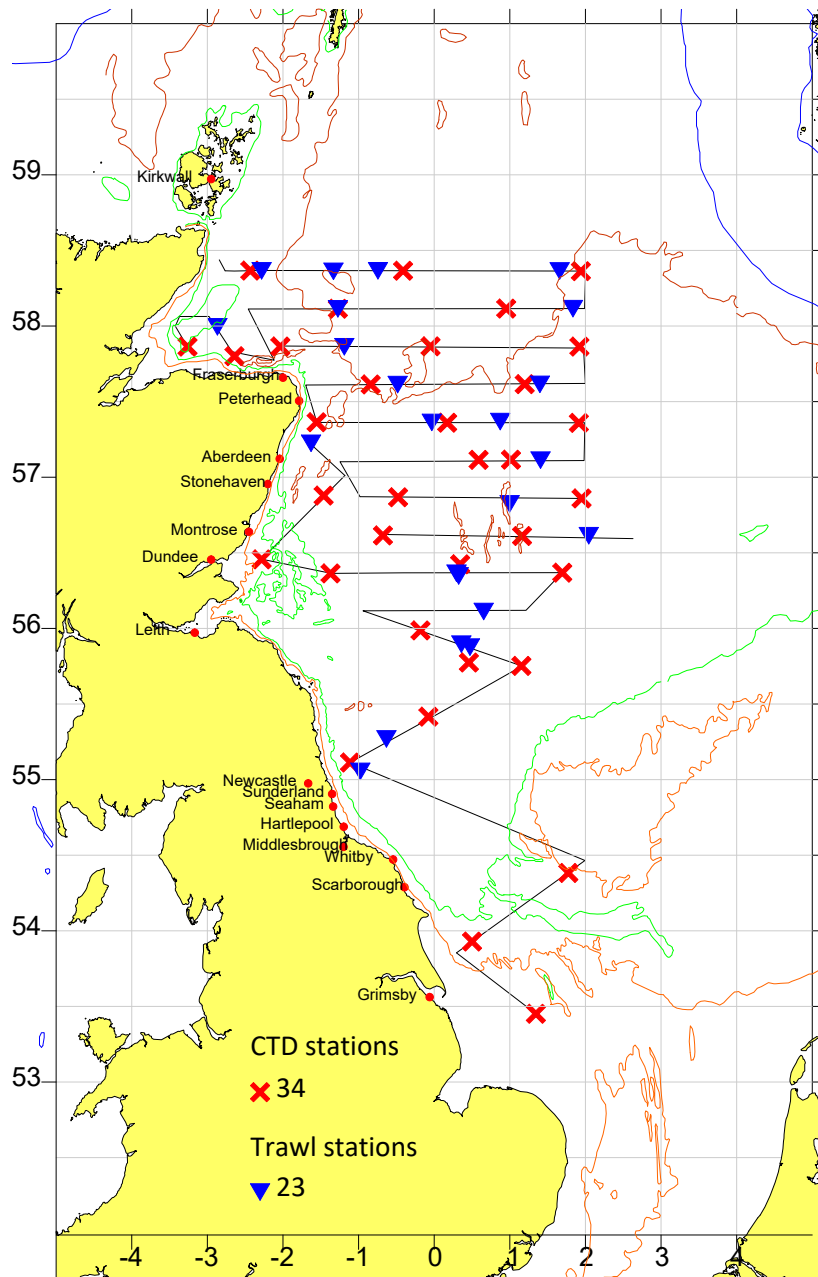 59
Kirkwall
58
Fraserburgh
Peterhead
Aberdeen
57
Stonehaven
Montrose
Dundee
56
Leith
55
Newcastle
Sunderland
Seaham
Hartlepool
Middlesbrough
Whitby
Scarborough
54
Grimsby
CTD stations
53
34
Trawl stations
23
-4 -3 -2 -1 0 1 2 3 4